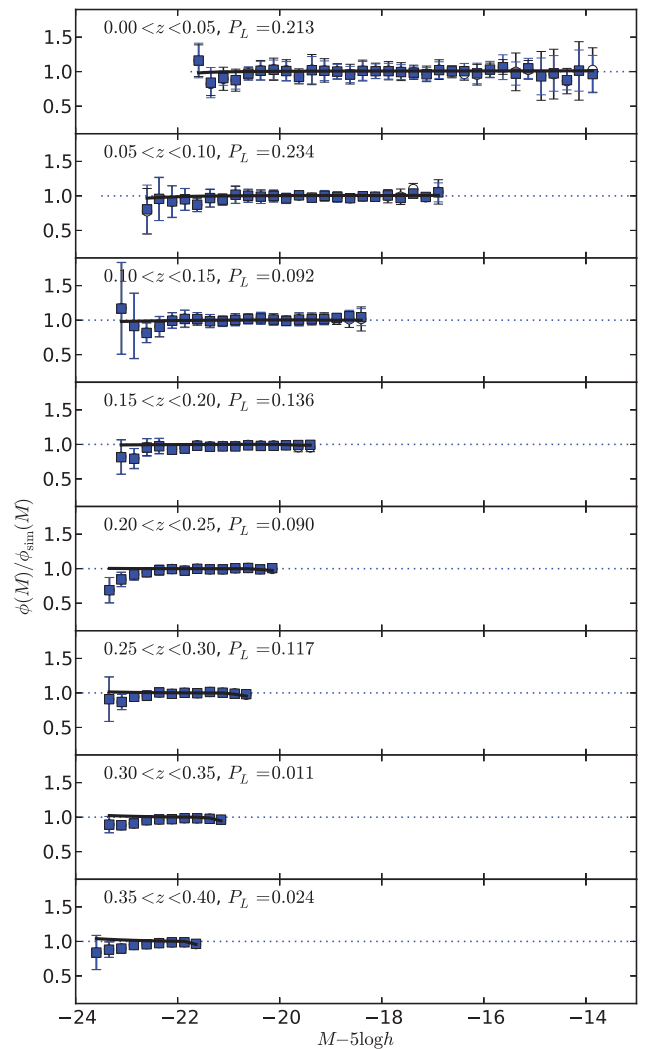 0.00 < z < 0.05, P_L = 0.213
1.5
1.0
0.5
0.05 < z < 0.10, P_L = 0.234
1.5
1.0
0.5
0.10 < z < 0.15, P_L = 0.092
1.5
1.0
0.5
0.15 < z < 0.20, P_L = 0.136
1.5
1.0
0.5
0.20 < z < 0.25, P_L = 0.090
1.5
1.0
0.5
0.25 < z < 0.30, P_L = 0.117
1.5
1.0
0.5
0.30 < z < 0.35, P_L = 0.011
1.5
1.0
0.5
0.35 < z < 0.40, P_L = 0.024
1.5
1.0
0.5
ϕ(M)/ϕ_sim(M)
−24 −22 −20 −18 −16 −14
M−5logh